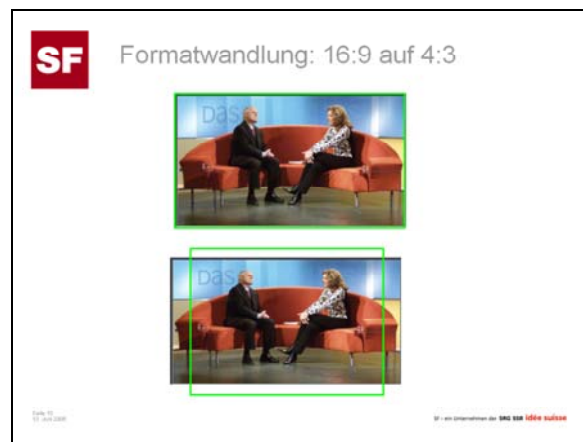 SF
Formatwandlung: 16:9 auf 4:3
Das
Das
SF – ein Unternehmen der SRG SSR idée suisse